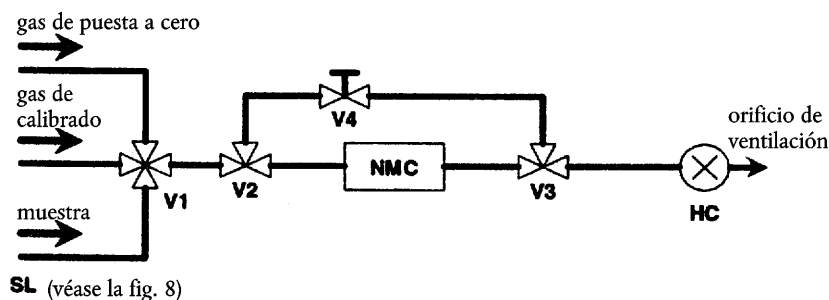 gas de puesta a cero
gas de
calibrado
muestra
SL (véase la fig. 8)
V1
V2
V4
NMC
V3
HC
orificio de
ventilación